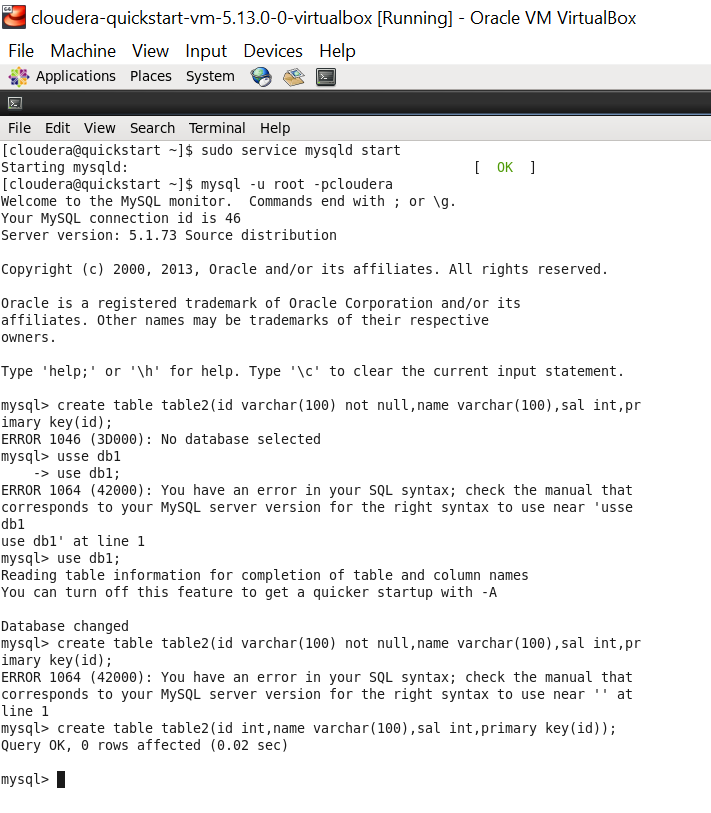 cloudera-quickstart-vm-5.13.0-0-virtualbox [Running] - Oracle VM VirtualBox
File Machine View Input Devices Help
Applications Places System
File Edit View Search Terminal Help
[cloudera@quickstart ~]$ sudo service mysqld start
Starting mysqld: [ OK ]
[cloudera@quickstart ~]$ mysql -u root -pcloudera
Welcome to the MySQL monitor. Commands end with ; or \g.
Your MySQL connection id is 46
Server version: 5.1.73 Source distribution
Copyright (c) 2000, 2013, Oracle and/or its affiliates. All rights reserved.
Oracle is a registered trademark of Oracle Corporation and/or its
affiliates. Other names may be trademarks of their respective
owners.
Type 'help;' or '\h' for help. Type '\c' to clear the current input statement.
mysql> create table table2(id varchar(100) not null,name varchar(100),sal int,pr
imary key(id);
ERROR 1046 (3D000): No database selected
mysql> usse db1
-> use db1;
ERROR 1064 (42000): You have an error in your SQL syntax; check the manual that
corresponds to your MySQL server version for the right syntax to use near 'usse
db1
use db1' at line 1
mysql> use db1;
Reading table information for completion of table and column names
You can turn off this feature to get a quicker startup with -A
Database changed
mysql> create table table2(id varchar(100) not null,name varchar(100),sal int,pr
imary key(id);
ERROR 1064 (42000): You have an error in your SQL syntax; check the manual that
corresponds to your MySQL server version for the right syntax to use near '' at
line 1
mysql> create table table2(id int,name varchar(100),sal int,primary key(id));
Query OK, 0 rows affected (0.02 sec)
mysql>